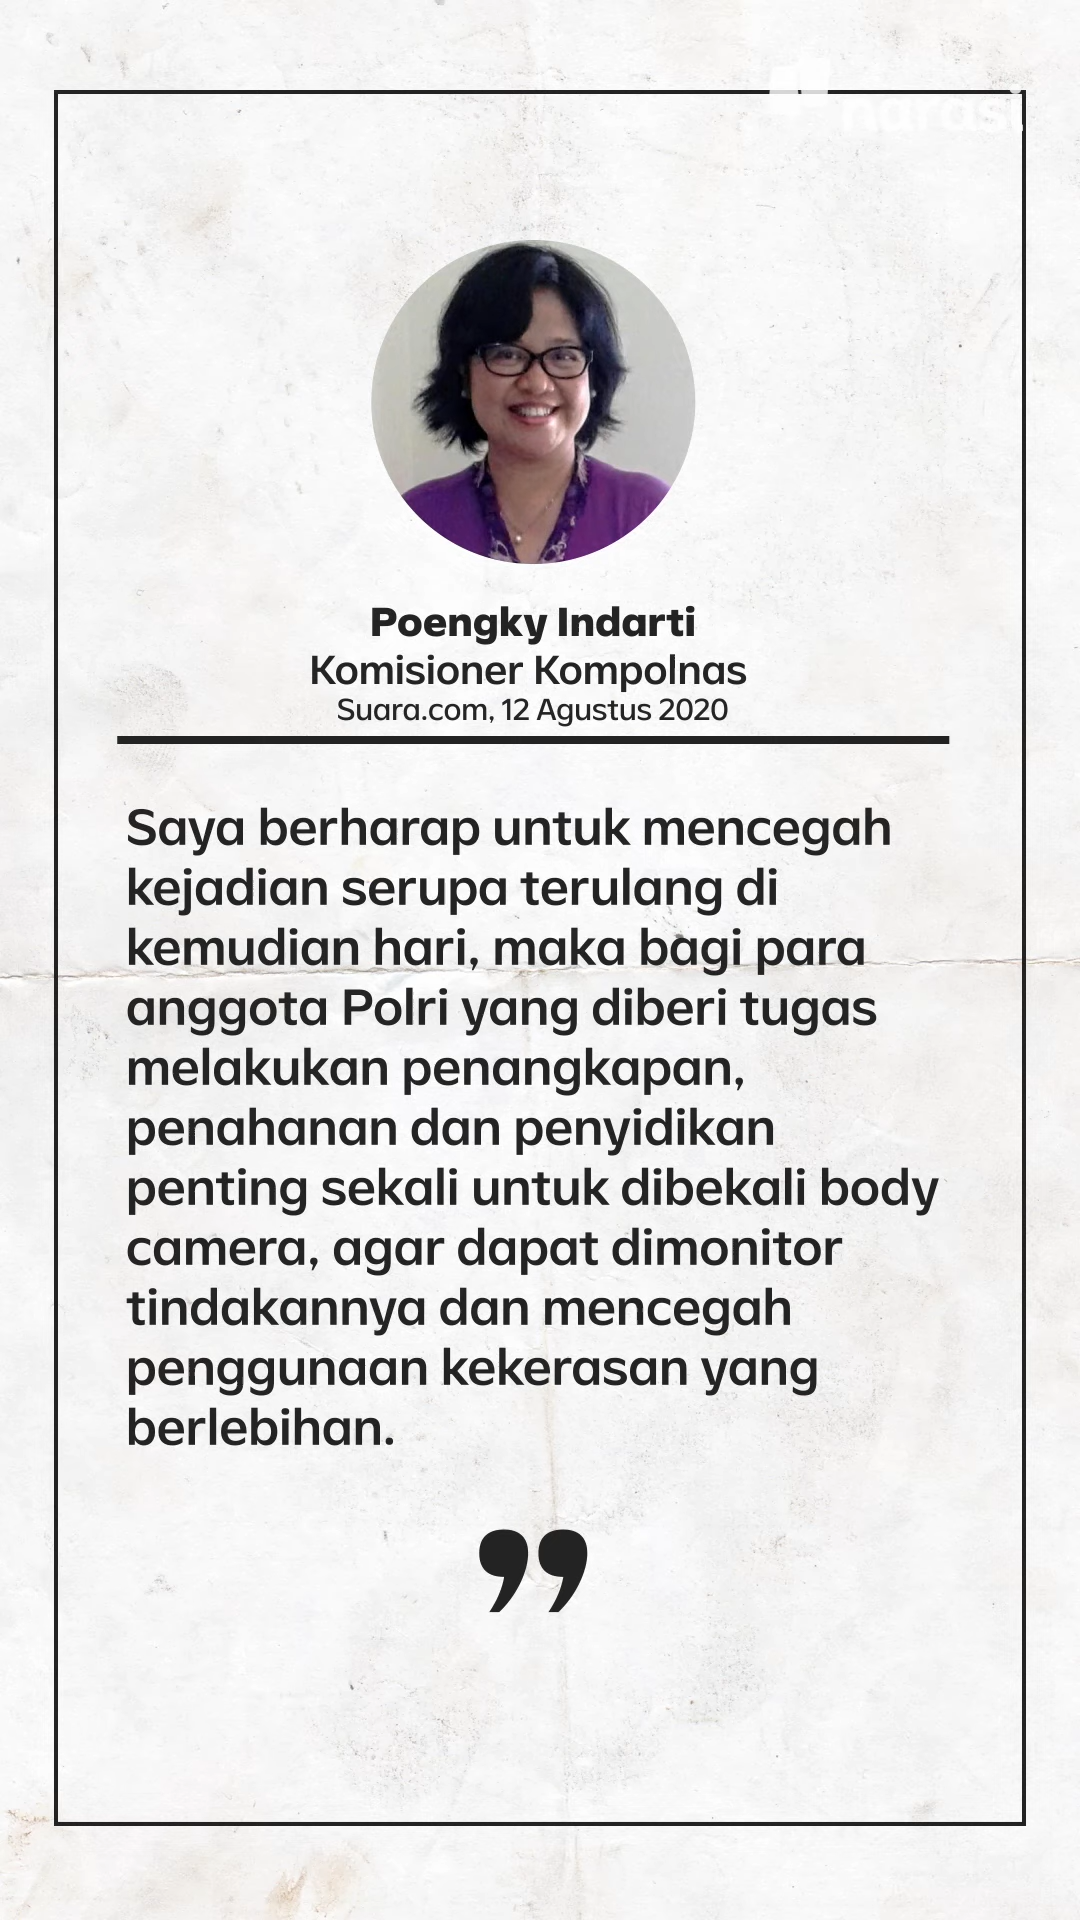 narasi
Poengky Indarti
Komisioner Kompolnas
Suara.com, 12 Agustus 2020
Saya berharap untuk mencegah
kejadian serupa terulang di
kemudian hari, maka bagi para
anggota Polri yang diberi tugas
melakukan penangkapan,
penahanan dan penyidikan
penting sekali untuk dibekali body
camera, agar dapat dimonitor
tindakannya dan mencegah
penggunaan kekerasan yang
berlebihan.
”